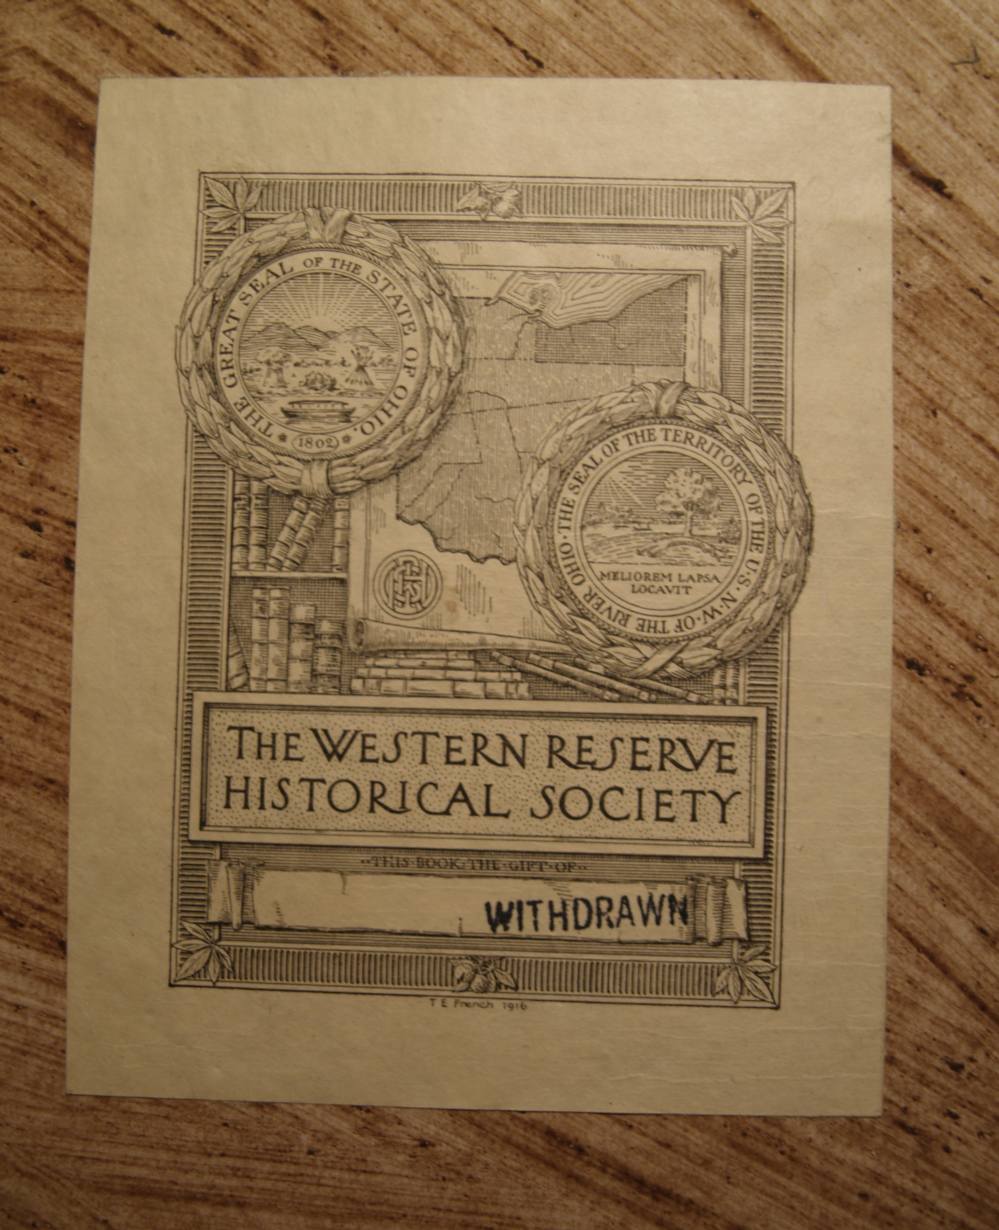 THE GREAT SEAL OF THE STATE OF OHIO.
1802
THE SEAL OF THE TERRITORY OF THE U.S. N.W. OF THE RIVER OHIO
MELIOREM LAPSA
LOCAVIT
THE WESTERN RESERVE
HISTORICAL SOCIETY
··THIS·BOOK·THE·GIFT·OF··
WITHDRAWN
T E French 1916